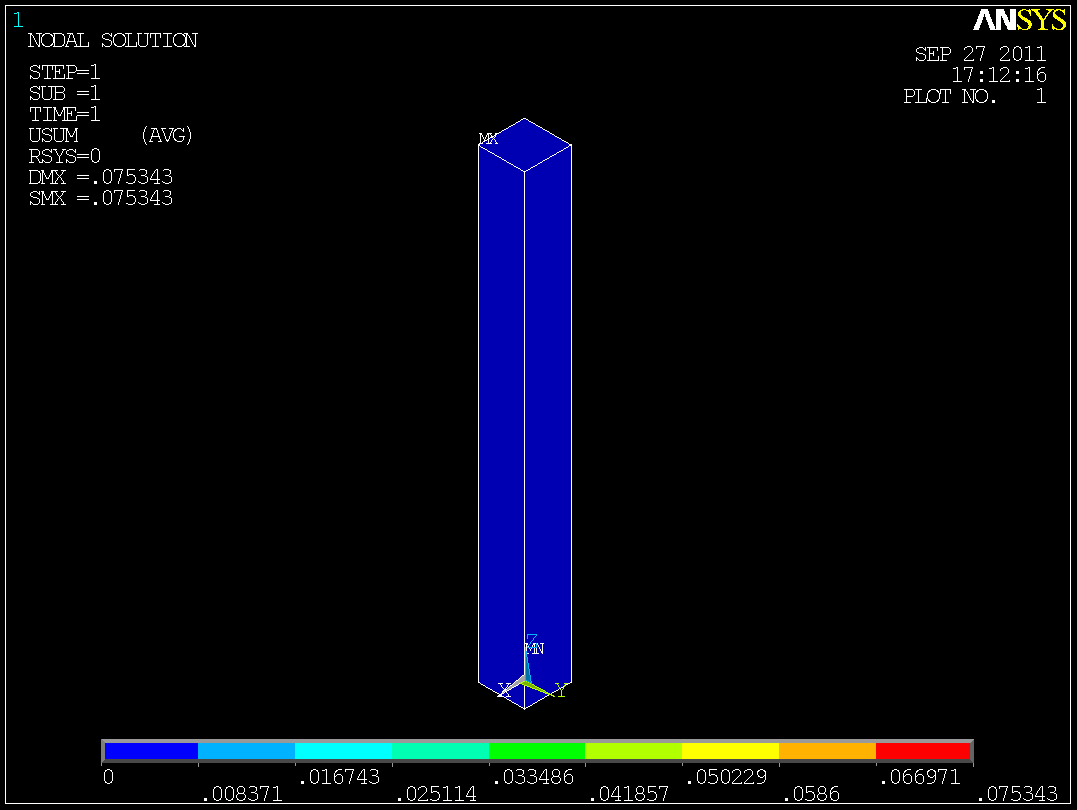 1
ANSYS
NODAL SOLUTION
SEP 27 2011
17:12:16
PLOT NO. 1
STEP=1
SUB =1
TIME=1
USUM (AVG)
RSYS=0
DMX =.075343
SMX =.075343
MX
Z
MN
X
Y
0
.008371
.016743
.025114
.033486
.041857
.050229
.0586
.066971
.075343